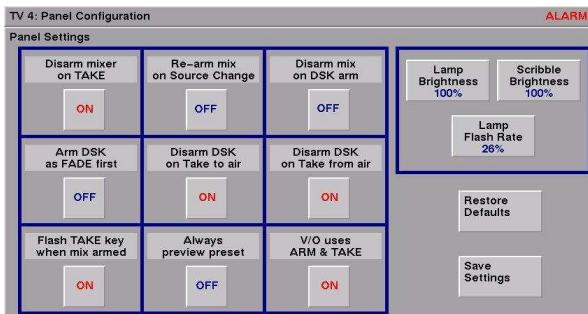 TV 4: Panel Configuration
ALARM
Panel Settings
Disarm mixer
on TAKE
ON
Re-arm mix
on Source Change
OFF
Disarm mix
on DSK arm
OFF
Arm DSK
as FADE first
OFF
Disarm DSK
on Take to air
ON
Disarm DSK
on Take from air
ON
Flash TAKE key
when mix armed
ON
Always
preview preset
OFF
V/O uses
ARM & TAKE
ON
Lamp
Brightness
100%
Scribble
Brightness
100%
Lamp
Flash Rate
26%
Restore
Defaults
Save
Settings